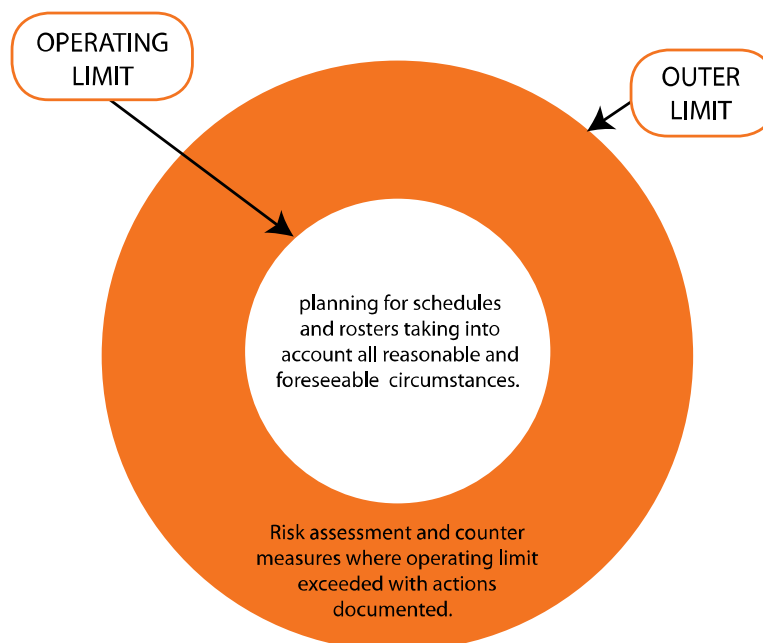 OPERATING
LIMIT
OUTER
LIMIT
planning for schedules
and rosters taking into
account all reasonable and
foreseeable circumstances.
Risk assessment and counter
measures where operating limit
exceeded with actions
documented.